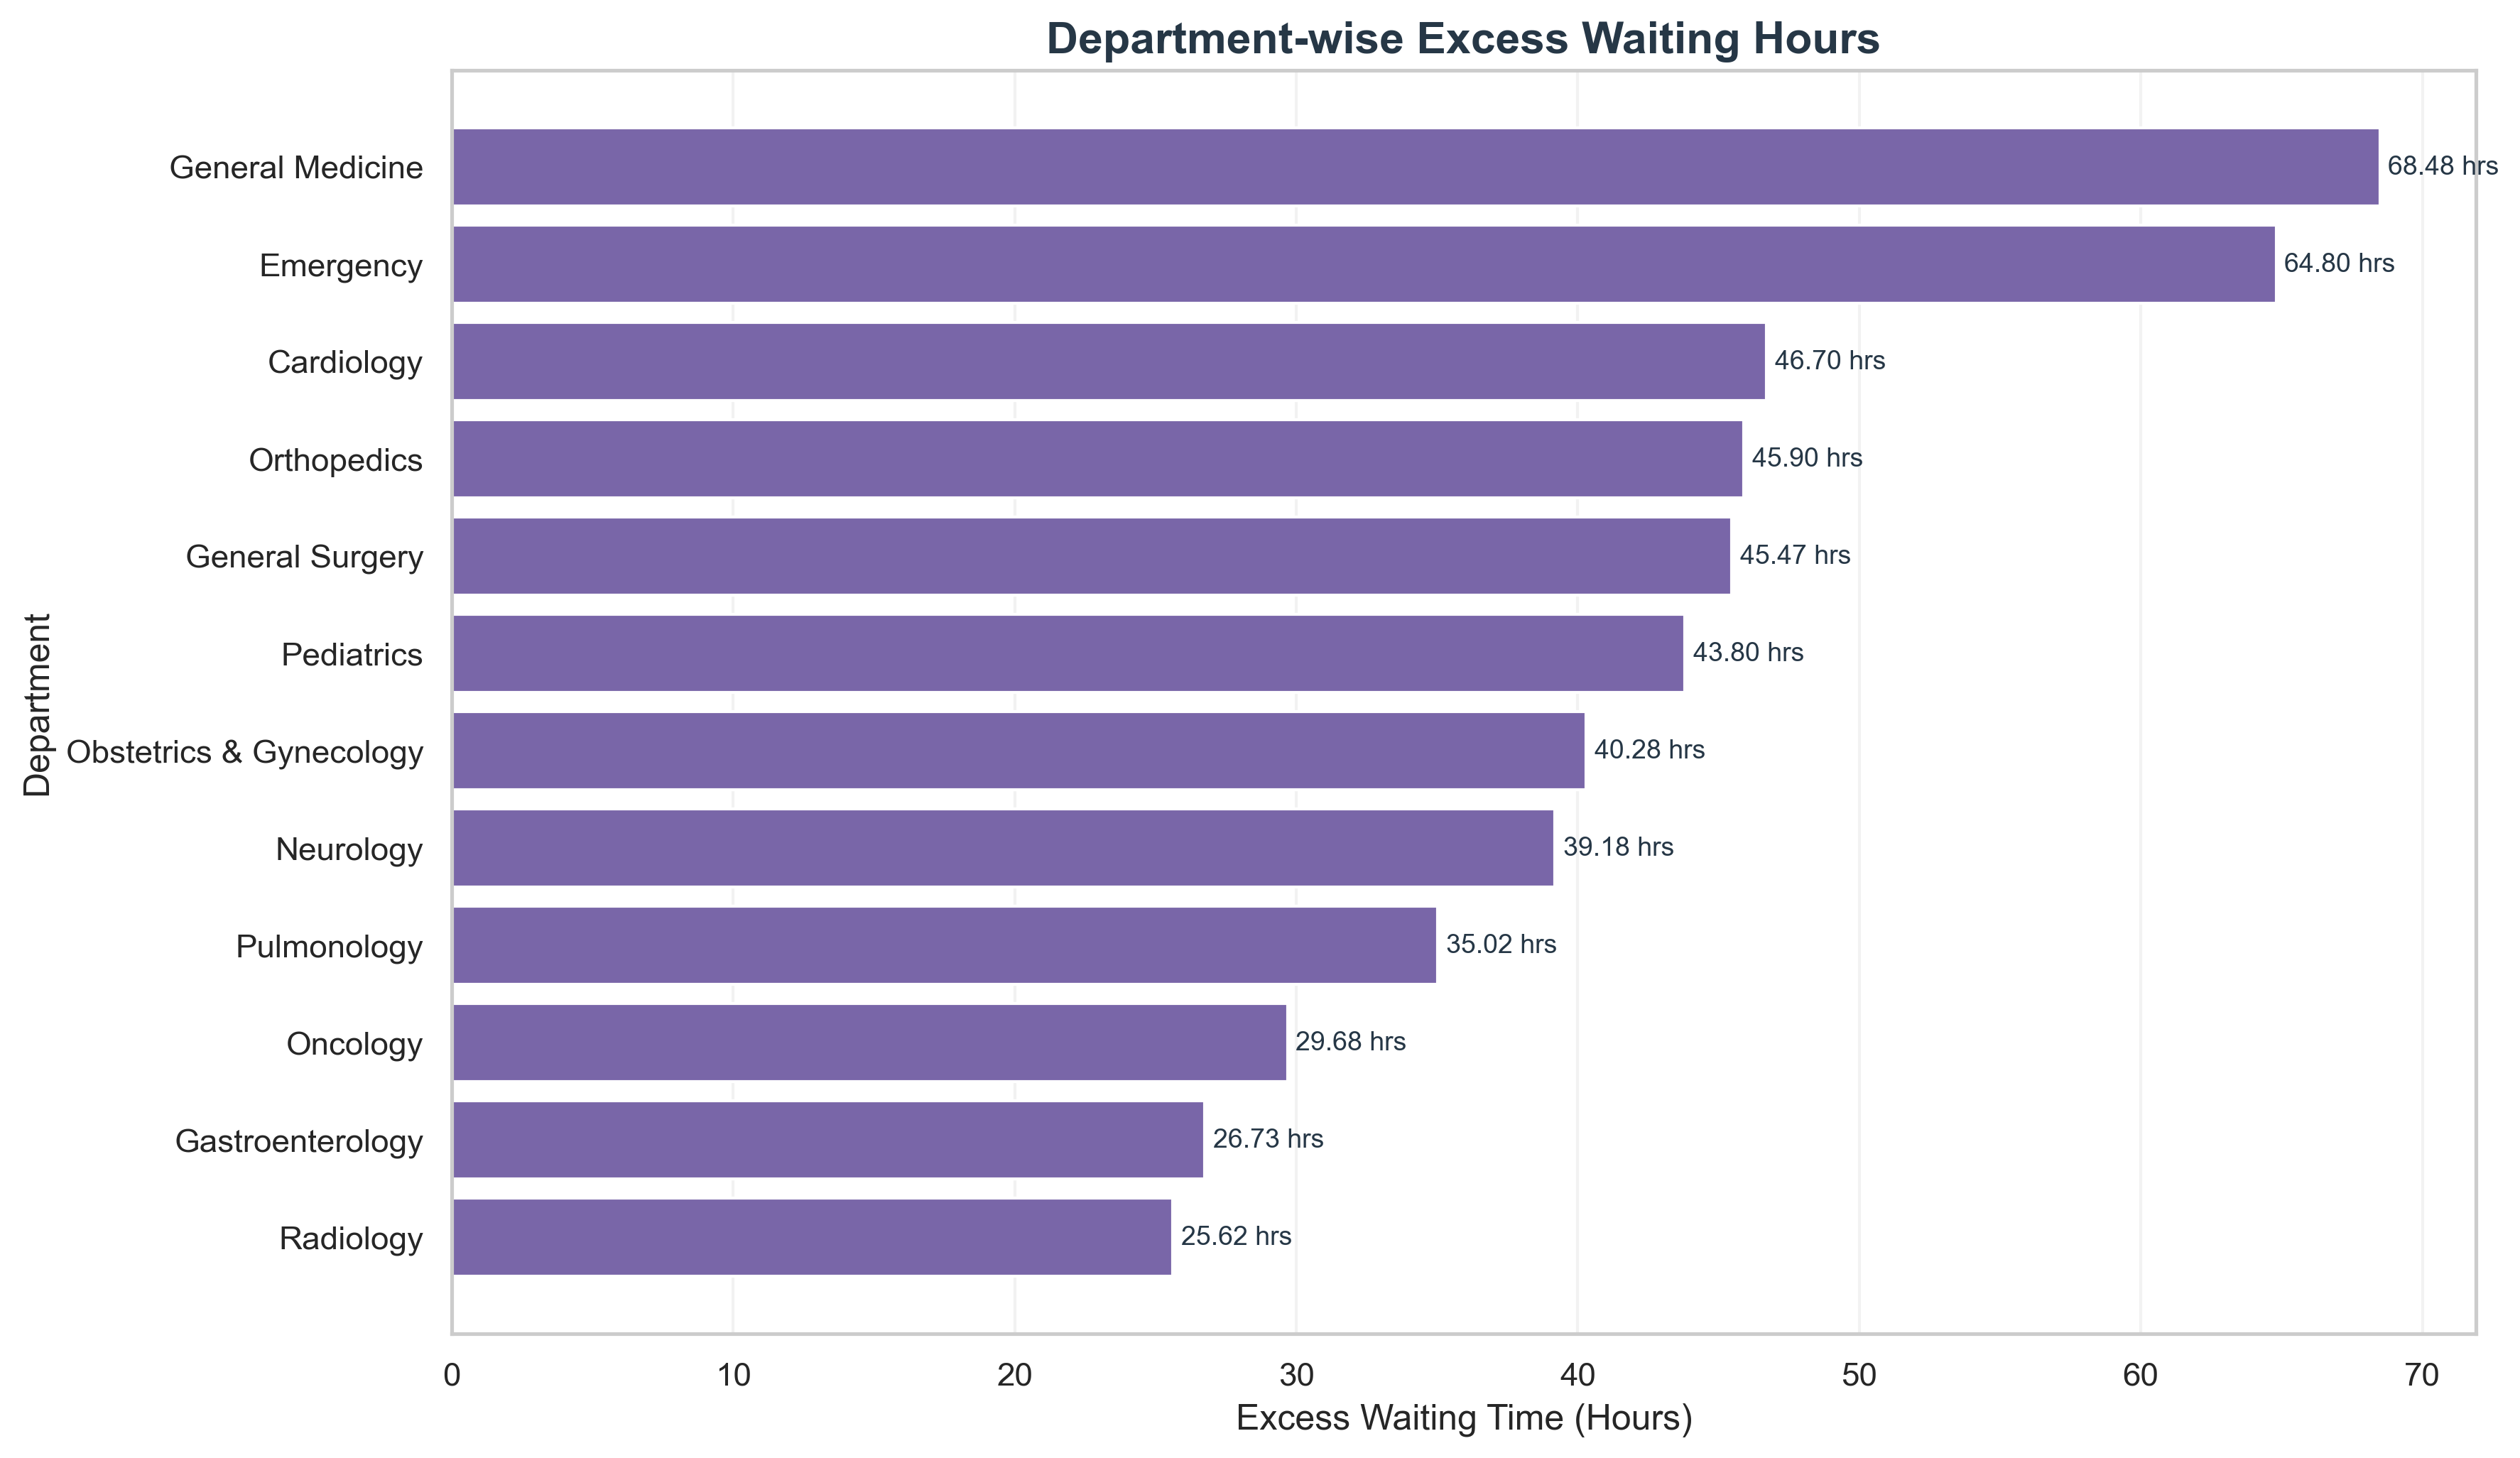 Department-wise Excess Waiting Hours
General Medicine 68.48 hrs
Emergency 64.80 hrs
Cardiology 46.70 hrs
Orthopedics 45.90 hrs
General Surgery 45.47 hrs
Pediatrics 43.80 hrs
Obstetrics & Gynecology 40.28 hrs
Neurology 39.18 hrs
Pulmonology 35.02 hrs
Oncology 29.68 hrs
Gastroenterology 26.73 hrs
Radiology 25.62 hrs
Department
0 10 20 30 40 50 60 70
Excess Waiting Time (Hours)